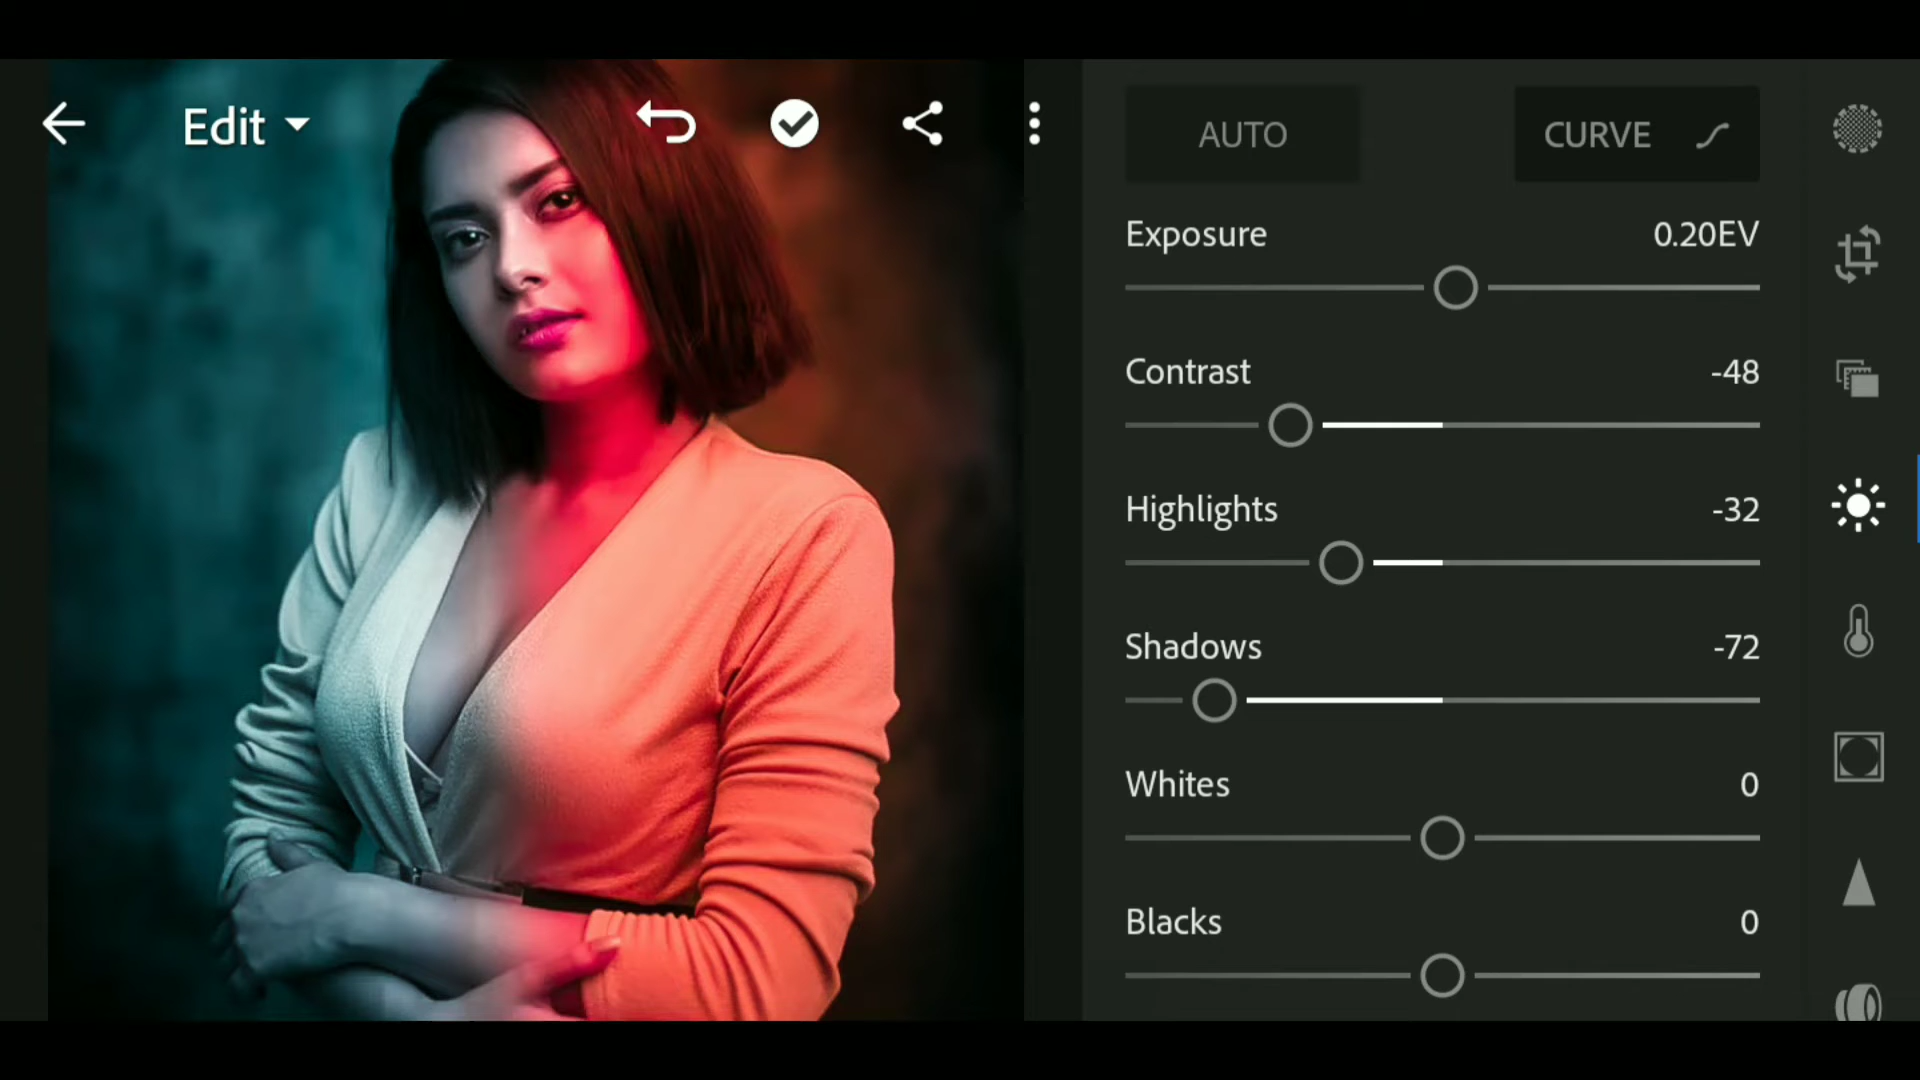 Edit
AUTO
CURVE
Exposure 0.20EV
Contrast -48
Highlights -32
Shadows -72
Whites 0
Blacks 0